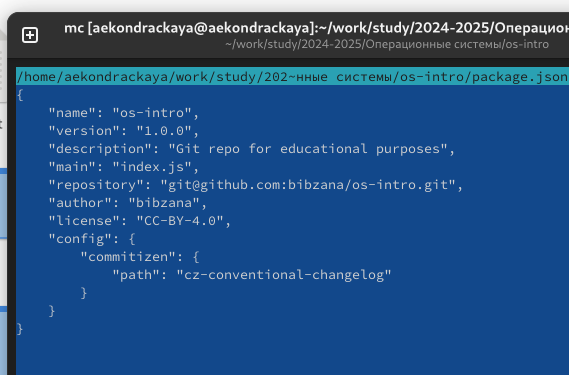 mc [aekondrackaya@aekondrackaya]:~/work/study/2024-2025/Операцион
~/work/study/2024-2025/Операционные системы/os-intro
/home/aekondrackaya/work/study/202~нные системы/os-intro/package.json
{
    "name": "os-intro",
    "version": "1.0.0",
    "description": "Git repo for educational purposes",
    "main": "index.js",
    "repository": "git@github.com:bibzana/os-intro.git",
    "author": "bibzana",
    "license": "CC-BY-4.0",
    "config": {
        "commitizen": {
            "path": "cz-conventional-changelog"
        }
    }
}